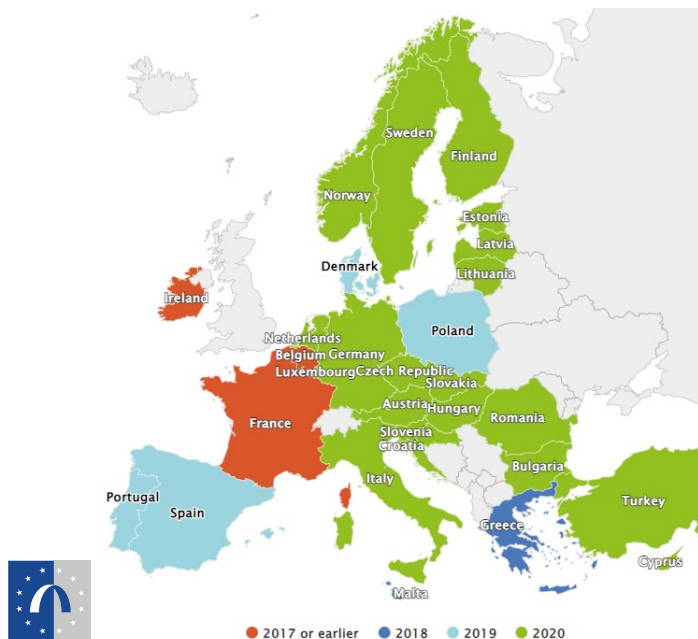 Sweden
Finland
Norway
Estonia
Latvia
Denmark
Lithuania
Ireland
Poland
Netherlands
Belgium Germany
Luxembourg Czech Republic
Slovakia
Austria
Hungary
France
Romania
Slovenia
Croatia
Bulgaria
Italy
Portugal
Spain
Turkey
Greece
Cyprus
Malta
2017 or earlier 2018 2019 2020